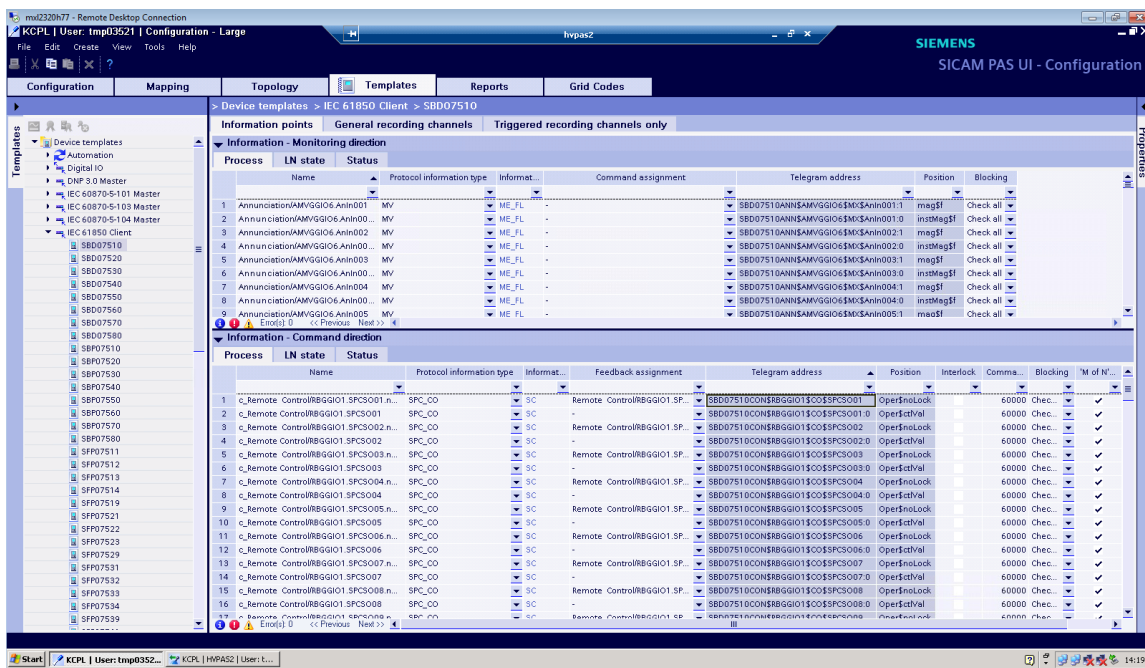 mxl2320h77 - Remote Desktop Connection
KCPL | User: tmp03521 | Configuration - Large
hvpas2
File Edit Create View Tools Help
SIEMENS
SICAM PAS UI - Configuration
Configuration Mapping Topology Templates Reports Grid Codes
> Device templates > IEC 61850 Client > SBD07510
Information points General recording channels Triggered recording channels only
Templates
Properties
Device templates
Automation
Digital IO
DNP 3.0 Master
IEC 60870-5-101 Master
IEC 60870-5-103 Master
IEC 60870-5-104 Master
IEC 61850 Client
SBD07510
SBD07520
SBD07530
SBD07540
SBD07550
SBD07560
SBD07570
SBD07580
SBP07510
SBP07520
SBP07530
SBP07540
SBP07550
SBP07560
SBP07570
SBP07580
SFP07511
SFP07512
SFP07513
SFP07514
SFP07519
SFP07521
SFP07522
SFP07523
SFP07529
SFP07531
SFP07532
SFP07533
SFP07534
SFP07539
Information - Monitoring direction
Process LN state Status
Name Protocol information type Informat... Command assignment Telegram address Position Blocking
1 Annunciation/AMVGGIO6.AnIn001 MV ME_FL - SBD07510ANN$AMVGGIO6$MX$AnIn001:1 mag$f Check all
2 Annunciation/AMVGGIO6.AnIn00... MV ME_FL - SBD07510ANN$AMVGGIO6$MX$AnIn001:0 instMag$f Check all
3 Annunciation/AMVGGIO6.AnIn002 MV ME_FL - SBD07510ANN$AMVGGIO6$MX$AnIn002:1 mag$f Check all
4 Annunciation/AMVGGIO6.AnIn00... MV ME_FL - SBD07510ANN$AMVGGIO6$MX$AnIn002:0 instMag$f Check all
5 Annunciation/AMVGGIO6.AnIn003 MV ME_FL - SBD07510ANN$AMVGGIO6$MX$AnIn003:1 mag$f Check all
6 Annunciation/AMVGGIO6.AnIn00... MV ME_FL - SBD07510ANN$AMVGGIO6$MX$AnIn003:0 instMag$f Check all
7 Annunciation/AMVGGIO6.AnIn004 MV ME_FL - SBD07510ANN$AMVGGIO6$MX$AnIn004:1 mag$f Check all
8 Annunciation/AMVGGIO6.AnIn00... MV ME_FL - SBD07510ANN$AMVGGIO6$MX$AnIn004:0 instMag$f Check all
9 Annunciation/AMVGGIO6.AnIn005 MV ME_FL - SBD07510ANN$AMVGGIO6$MX$AnIn005:1 mag$f Check all
Error(s): 0 << Previous Next >>
Information - Command direction
Process LN state Status
Name Protocol information type Informat... Feedback assignment Telegram address Position Interlock Comma... Blocking 'M of N'...
1 c_Remote Control/RBGGIO1.SPCSO01.n... SPC_CO SC Remote Control/RBGGIO1.SP... SBD07510CON$RBGGIO1$CO$SPCSO01 Oper$noLock 60000 Chec...
2 c_Remote Control/RBGGIO1.SPCSO01 SPC_CO SC - SBD07510CON$RBGGIO1$CO$SPCSO01:0 Oper$ctlVal 60000 Chec...
3 c_Remote Control/RBGGIO1.SPCSO02.n... SPC_CO SC Remote Control/RBGGIO1.SP... SBD07510CON$RBGGIO1$CO$SPCSO02 Oper$noLock 60000 Chec...
4 c_Remote Control/RBGGIO1.SPCSO02 SPC_CO SC - SBD07510CON$RBGGIO1$CO$SPCSO02:0 Oper$ctlVal 60000 Chec...
5 c_Remote Control/RBGGIO1.SPCSO03.n... SPC_CO SC Remote Control/RBGGIO1.SP... SBD07510CON$RBGGIO1$CO$SPCSO03 Oper$noLock 60000 Chec...
6 c_Remote Control/RBGGIO1.SPCSO03 SPC_CO SC - SBD07510CON$RBGGIO1$CO$SPCSO03:0 Oper$ctlVal 60000 Chec...
7 c_Remote Control/RBGGIO1.SPCSO04.n... SPC_CO SC Remote Control/RBGGIO1.SP... SBD07510CON$RBGGIO1$CO$SPCSO04 Oper$noLock 60000 Chec...
8 c_Remote Control/RBGGIO1.SPCSO04 SPC_CO SC - SBD07510CON$RBGGIO1$CO$SPCSO04:0 Oper$ctlVal 60000 Chec...
9 c_Remote Control/RBGGIO1.SPCSO05.n... SPC_CO SC Remote Control/RBGGIO1.SP... SBD07510CON$RBGGIO1$CO$SPCSO05 Oper$noLock 60000 Chec...
10 c_Remote Control/RBGGIO1.SPCSO05 SPC_CO SC - SBD07510CON$RBGGIO1$CO$SPCSO05:0 Oper$ctlVal 60000 Chec...
11 c_Remote Control/RBGGIO1.SPCSO06.n... SPC_CO SC Remote Control/RBGGIO1.SP... SBD07510CON$RBGGIO1$CO$SPCSO06 Oper$noLock 60000 Chec...
12 c_Remote Control/RBGGIO1.SPCSO06 SPC_CO SC - SBD07510CON$RBGGIO1$CO$SPCSO06:0 Oper$ctlVal 60000 Chec...
13 c_Remote Control/RBGGIO1.SPCSO07.n... SPC_CO SC Remote Control/RBGGIO1.SP... SBD07510CON$RBGGIO1$CO$SPCSO07 Oper$noLock 60000 Chec...
14 c_Remote Control/RBGGIO1.SPCSO07 SPC_CO SC - SBD07510CON$RBGGIO1$CO$SPCSO07:0 Oper$ctlVal 60000 Chec...
15 c_Remote Control/RBGGIO1.SPCSO08.n... SPC_CO SC Remote Control/RBGGIO1.SP... SBD07510CON$RBGGIO1$CO$SPCSO08 Oper$noLock 60000 Chec...
16 c_Remote Control/RBGGIO1.SPCSO08 SPC_CO SC - SBD07510CON$RBGGIO1$CO$SPCSO08:0 Oper$ctlVal 60000 Chec...
Error(s): 0 << Previous Next >>
Start KCPL | User: tmp0352... KCPL | HVPAS2 | User: t... 14:19